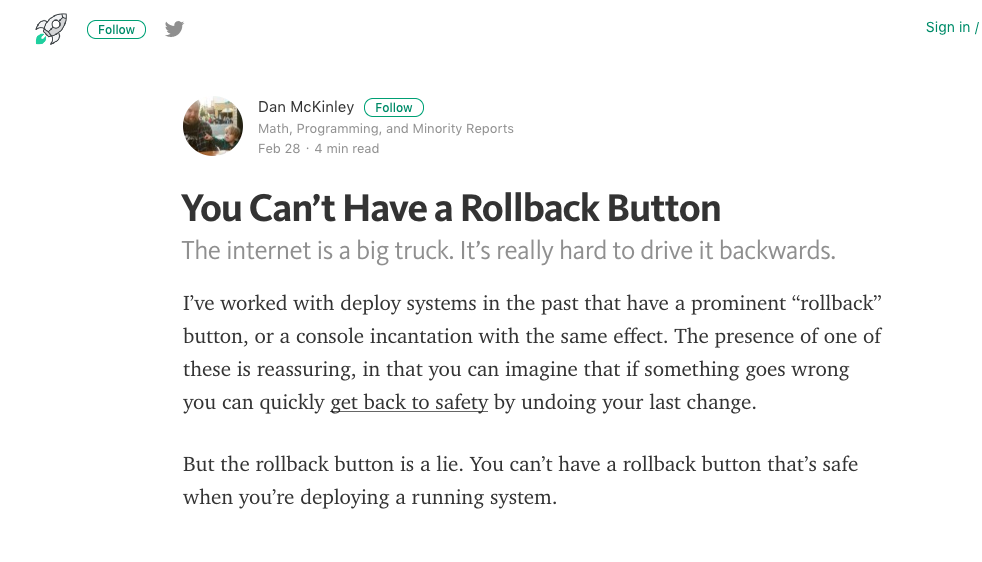 Follow
Sign in /
Dan McKinley Follow
Math, Programming, and Minority Reports
Feb 28 · 4 min read
You Can’t Have a Rollback Button
The internet is a big truck. It’s really hard to drive it backwards.
I’ve worked with deploy systems in the past that have a prominent “rollback”
button, or a console incantation with the same effect. The presence of one of
these is reassuring, in that you can imagine that if something goes wrong
you can quickly get back to safety by undoing your last change.
But the rollback button is a lie. You can’t have a rollback button that’s safe
when you’re deploying a running system.